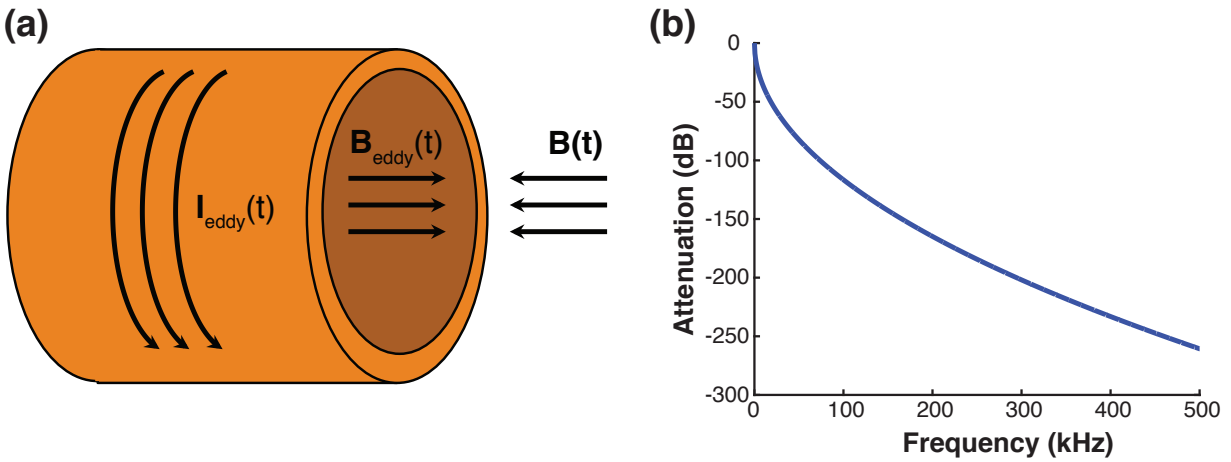 (a)
B_eddy(t)
B(t)
I_eddy(t)
(b)
Attenuation (dB)
0
-50
-100
-150
-200
-250
-300
0 100 200 300 400 500
Frequency (kHz)